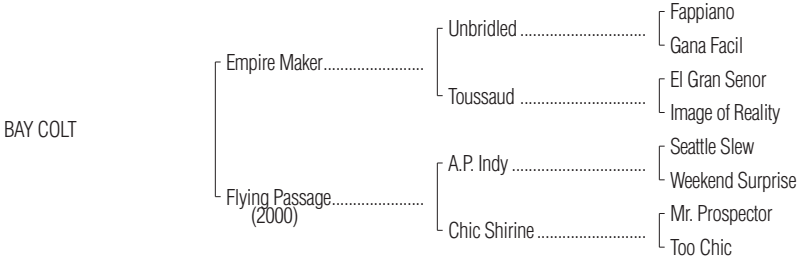 Fappiano
Unbridled ..............................
Gana Facil
Empire Maker........................
El Gran Senor
Toussaud ..............................
Image of Reality
BAY COLT
Seattle Slew
A.P. Indy ................................
Weekend Surprise
Flying Passage......................
(2000)
Mr. Prospector
Chic Shirine ..........................
Too Chic